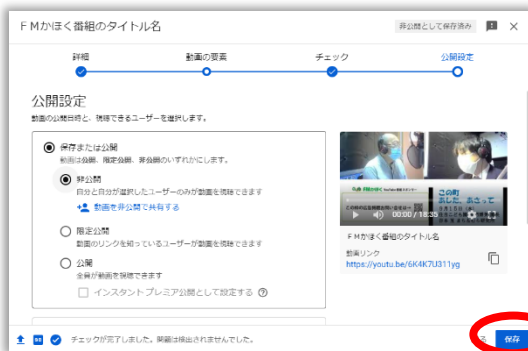 FMかほく番組のタイトル名
非公開として保存済み
詳細
動画の要素
チェック
公開設定
公開設定
動画の公開日時と、視聴できるユーザーを選択します。
保存または公開
動画は公開、限定公開、非公開のいずれかにします。
非公開
自分と自分が選択したユーザーのみが動画を視聴できます
動画を非公開で共有する
限定公開
動画のリンクを知っているユーザーが動画を視聴できます
公開
全員が動画を視聴できます
インスタント プレミア公開として設定する
この町
あした、あさって
00:00 / 18:35
FMかほく番組のタイトル名
動画リンク
https://youtu.be/6K4K7U311yg
チェックが完了しました。問題は検出されませんでした。
る
保存